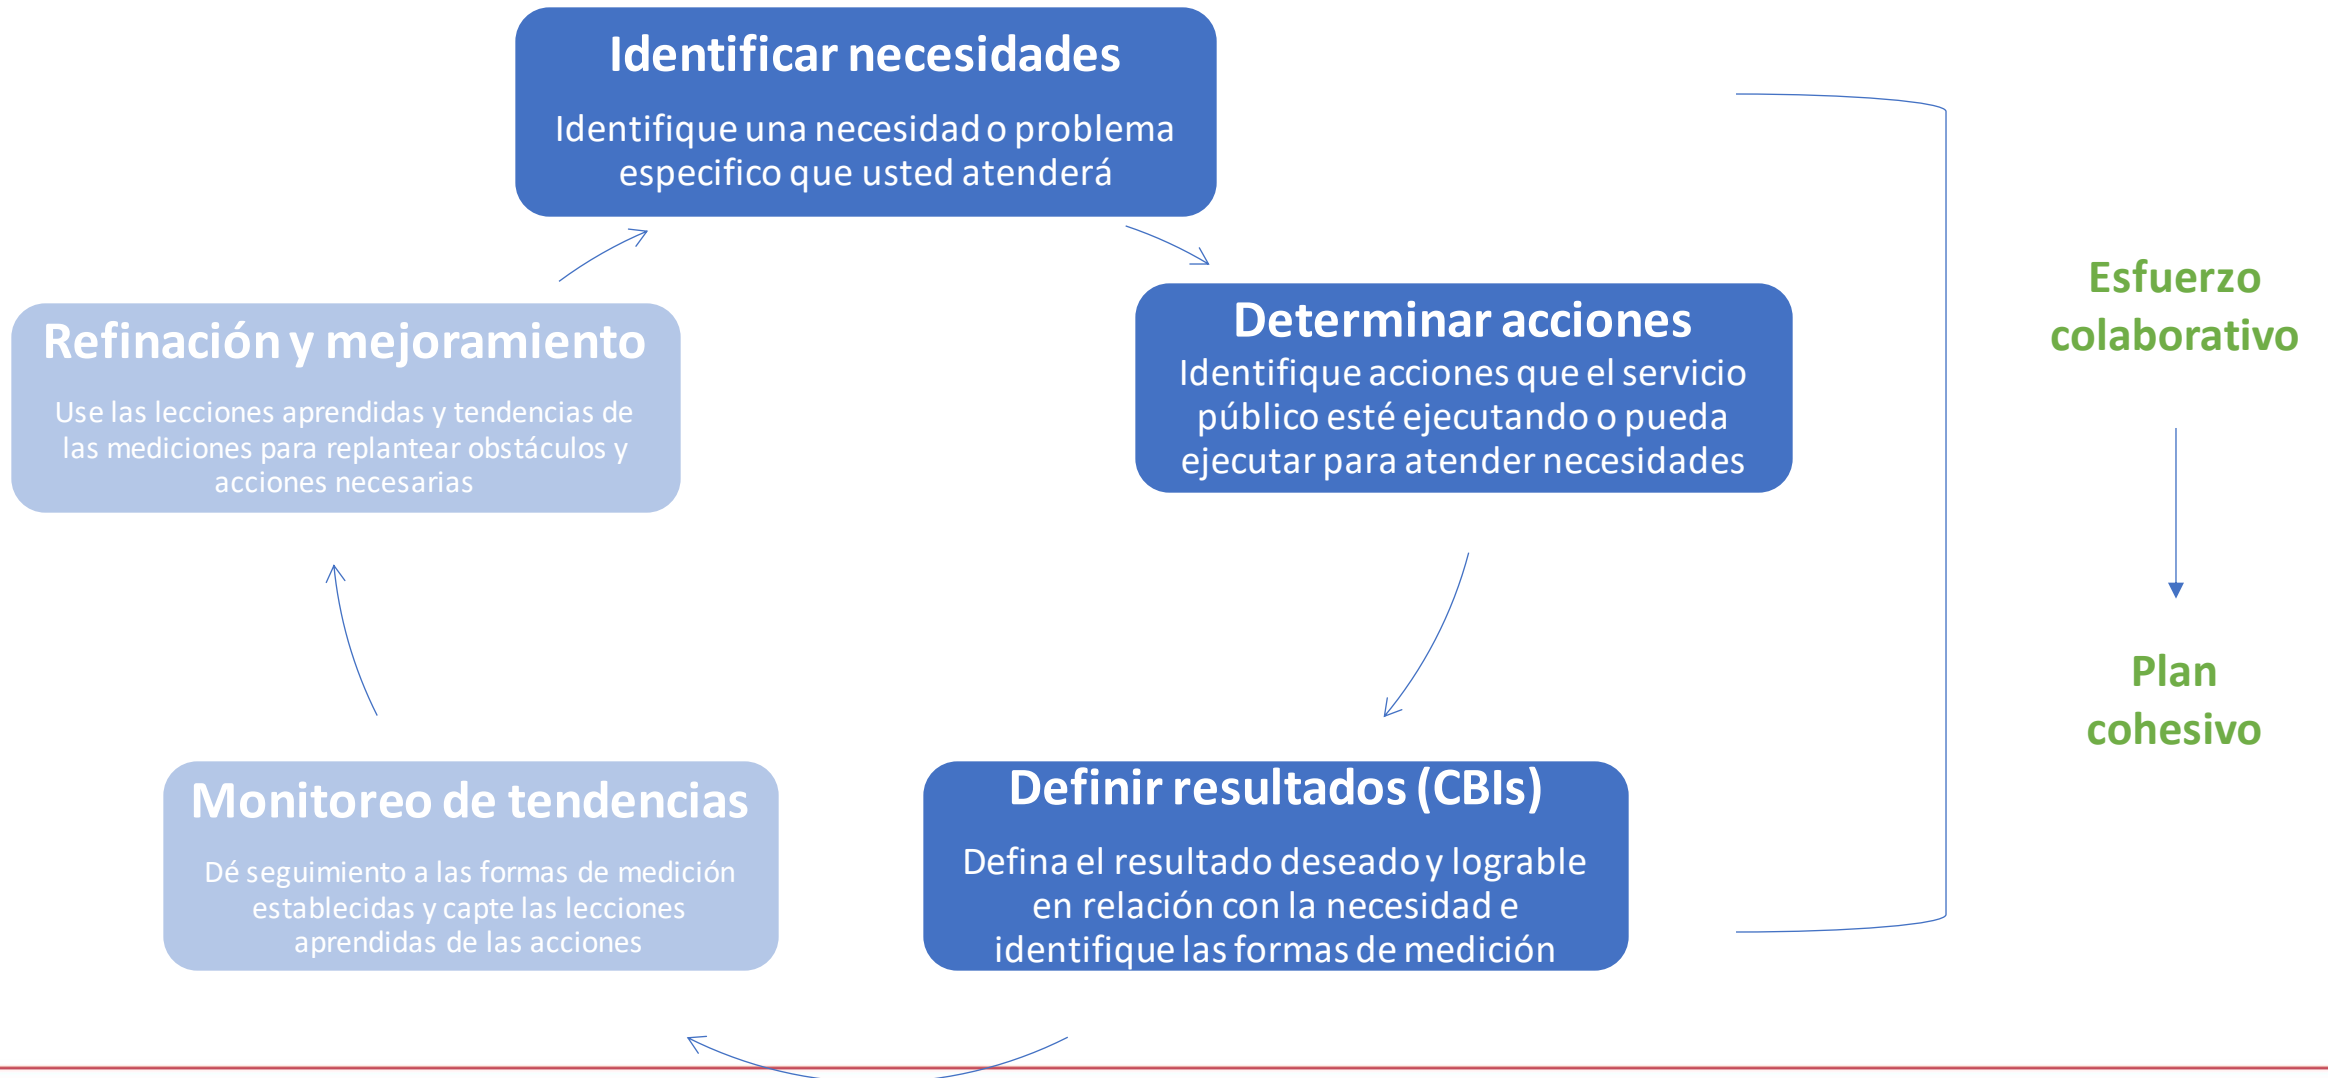 Identificar necesidades
Identifique una necesidad o problema
especifico que usted atenderá
Determinar acciones
Identifique acciones que el servicio
público esté ejecutando o pueda
ejecutar para atender necesidades
Definir resultados (CBIs)
Defina el resultado deseado y lograble
en relación con la necesidad e
identifique las formas de medición
Monitoreo de tendencias
Dé seguimiento a las formas de medición
establecidas y capte las lecciones
aprendidas de las acciones
Refinación y mejoramiento
Use las lecciones aprendidas y tendencias de
las mediciones para replantear obstáculos y
acciones necesarias
Esfuerzo
colaborativo
Plan
cohesivo